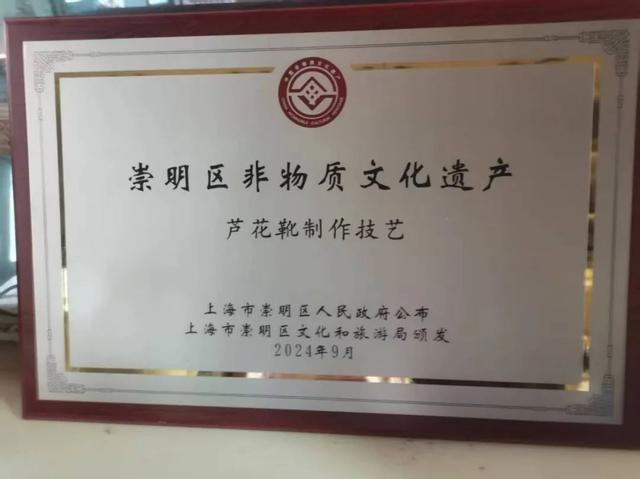 崇明区非物质文化遗产
芦花靴制作技艺
上海市崇明区人民政府公布
上海市崇明区文化和旅游局颁发
2024年9月